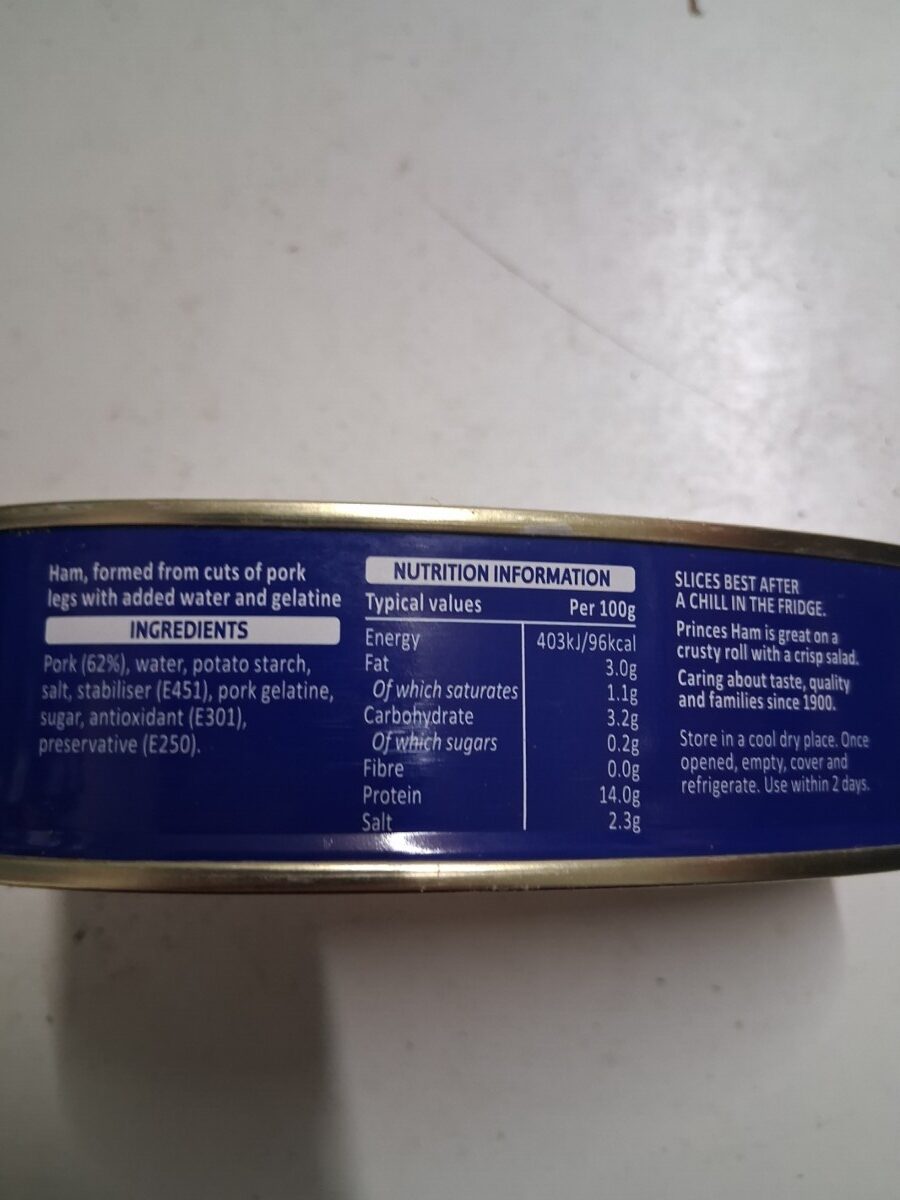 Ham, formed from cuts of pork
legs with added water and gelatine
INGREDIENTS
Pork (62%), water, potato starch,
salt, stabiliser (E451), pork gelatine,
sugar, antioxidant (E301),
preservative (E250).
NUTRITION INFORMATION
Typical values Per 100g
Energy 403kJ/96kcal
Fat 3.0g
Of which saturates 1.1g
Carbohydrate 3.2g
Of which sugars 0.2g
Fibre 0.0g
Protein 14.0g
Salt 2.3g
SLICES BEST AFTER
A CHILL IN THE FRIDGE.
Princes Ham is great on a
crusty roll with a crisp salad.
Caring about taste, quality
and families since 1900.
Store in a cool dry place. Once
opened, empty, cover and
refrigerate. Use within 2 days.